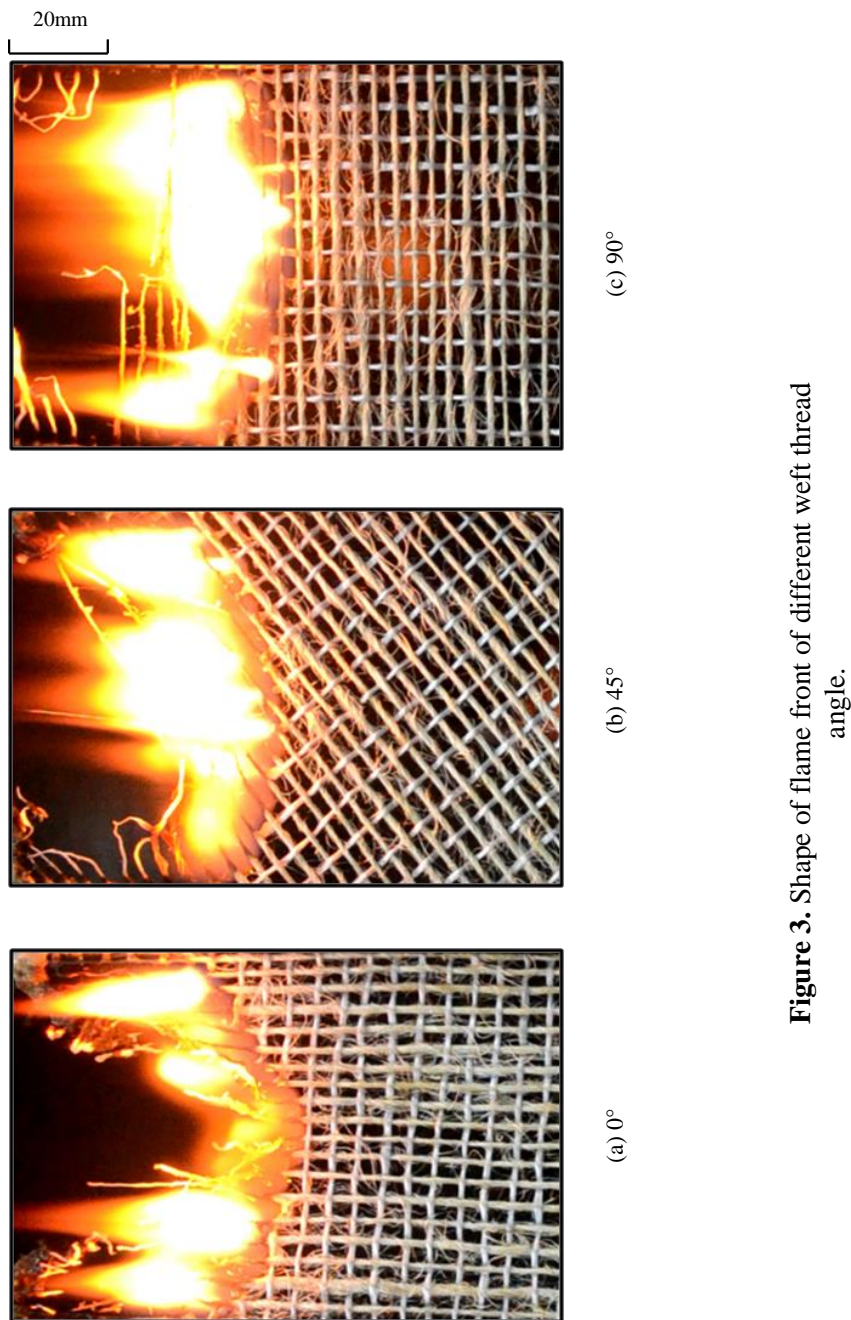 20mm
(a) 0°
(b) 45°
(c) 90°
Figure 3. Shape of flame front of different weft thread
angle.